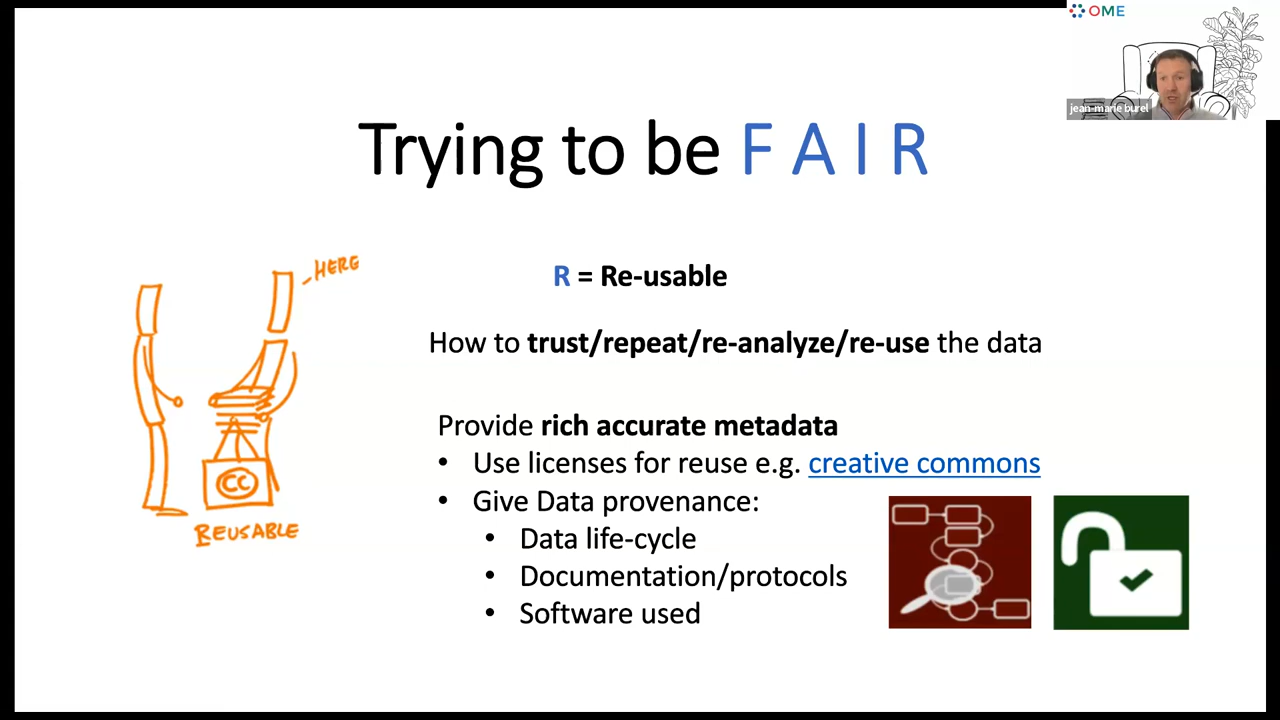 OME
jean-marie burel
Trying to be F A I R
HERE
R = Re-usable
How to trust/repeat/re-analyze/re-use the data
Provide rich accurate metadata
• Use licenses for reuse e.g. creative commons
• Give Data provenance:
• Data life-cycle
• Documentation/protocols
• Software used
CC
REUSABLE